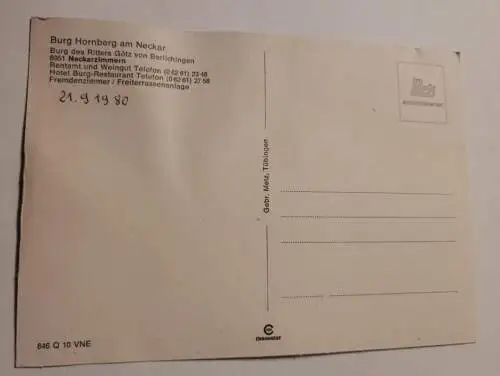 Burg Hornberg am Neckar
Burg des Ritters Götz von Berlichingen
6951 Neckarzimmern
Rentamt und Weingut Telefon (0 62 61) 23 48
Hotel Burg-Restaurant Telefon (0 62 61) 27 58
Fremdenzimmer / Freiterrassenanlage
21.9 1980
Metz
Gebr. Metz, Tübingen
846 Q 10 VNE